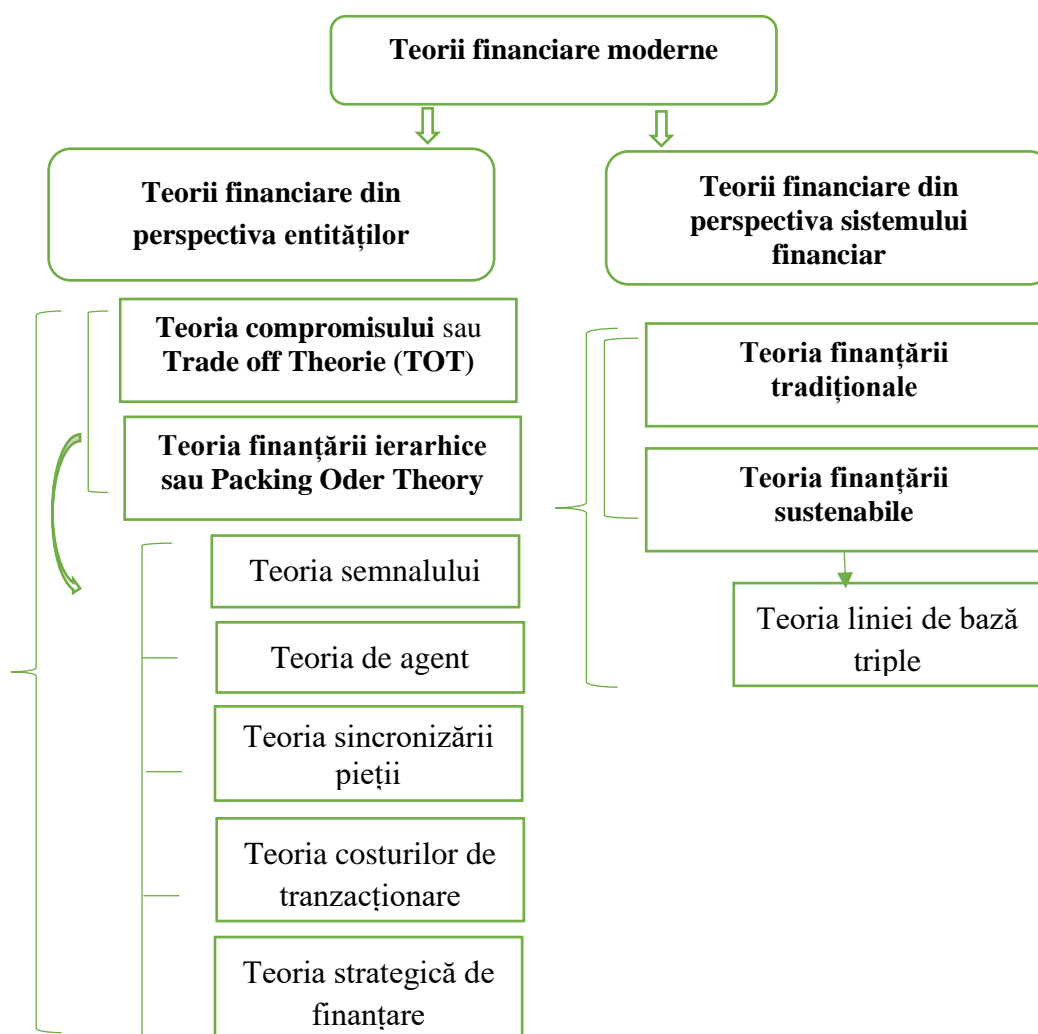 Teorii financiare moderne
Teorii financiare din
perspectiva entităților
Teorii financiare din
perspectiva sistemului
financiar
Teoria compromisului sau
Trade off Theorie (TOT)
Teoria finanțării ierarhice
sau Packing Oder Theory
Teoria semnalului
Teoria de agent
Teoria sincronizării
pieții
Teoria costurilor de
tranzacționare
Teoria strategică de
finanțare
Teoria finanțării
tradiționale
Teoria finanțării
sustenabile
Teoria liniei de bază
triple